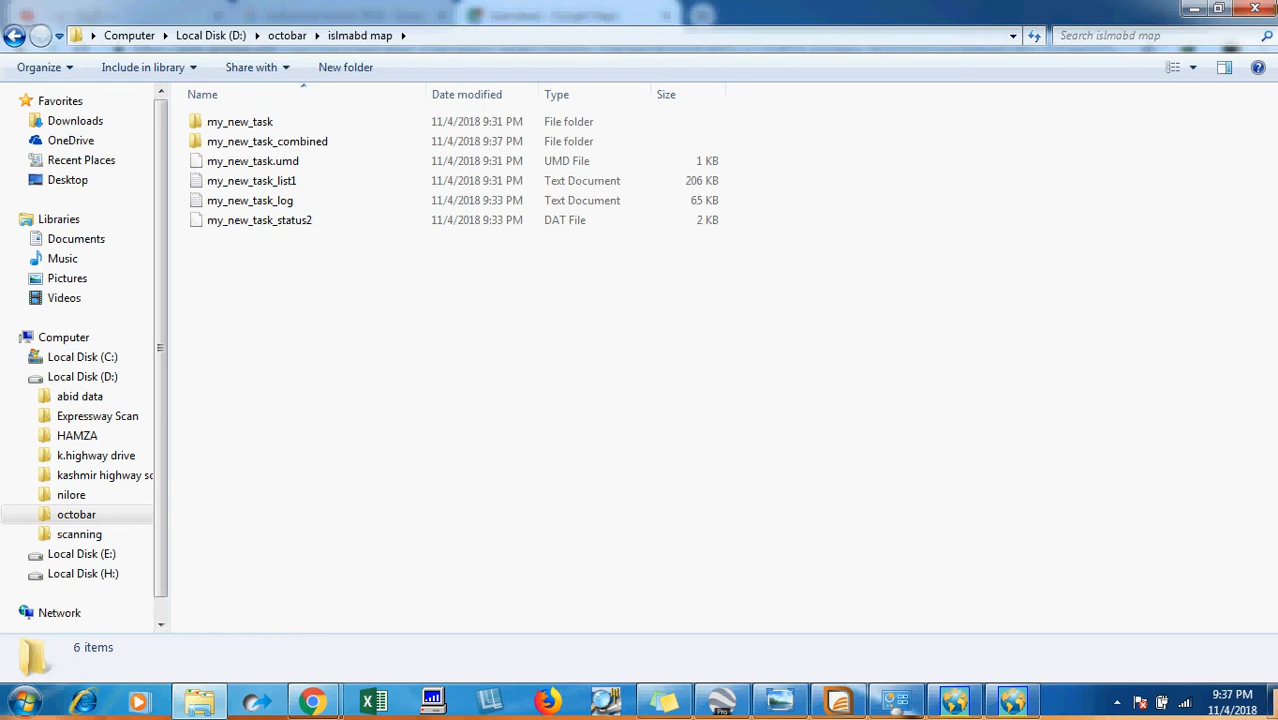 Computer Local Disk (D:) octobar islmabd map Search islmabd map
Organize Include in library Share with New folder
Name Date modified Type Size
my_new_task 11/4/2018 9:31 PM File folder
my_new_task_combined 11/4/2018 9:37 PM File folder
my_new_task.umd 11/4/2018 9:31 PM UMD File 1 KB
my_new_task_list1 11/4/2018 9:31 PM Text Document 206 KB
my_new_task_log 11/4/2018 9:33 PM Text Document 65 KB
my_new_task_status2 11/4/2018 9:33 PM DAT File 2 KB
Favorites
Downloads
OneDrive
Recent Places
Desktop
Libraries
Documents
Music
Pictures
Videos
Computer
Local Disk (C:)
Local Disk (D:)
abid data
Expressway Scan
HAMZA
k.highway drive
kashmir highway sc
nilore
octobar
scanning
Local Disk (E:)
Local Disk (H:)
Network
6 items
9:37 PM
11/4/2018